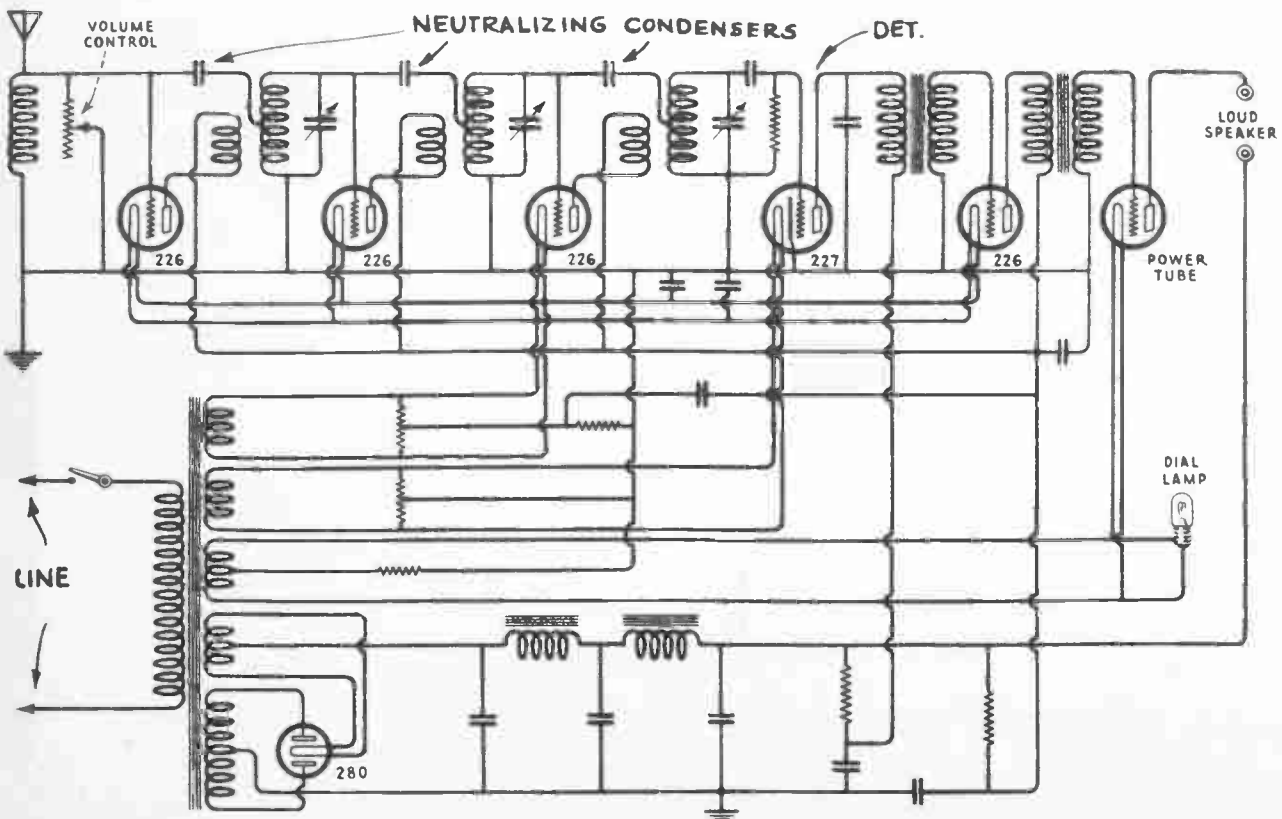 VOLUME
CONTROL
NEUTRALIZING CONDENSERS
DET.
LOUD
SPEAKER
226
226
226
227
226
POWER
TUBE
DIAL
LAMP
LINE
280